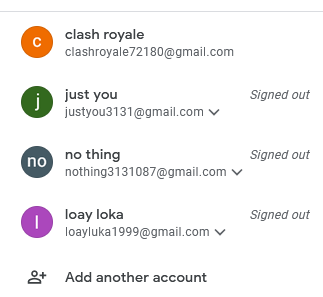 c
clash royale
clashroyale72180@gmail.com
j
just you
justyou3131@gmail.com
Signed out
no
no thing
nothing3131087@gmail.com
Signed out
l
loay loka
loayluka1999@gmail.com
Signed out
Add another account